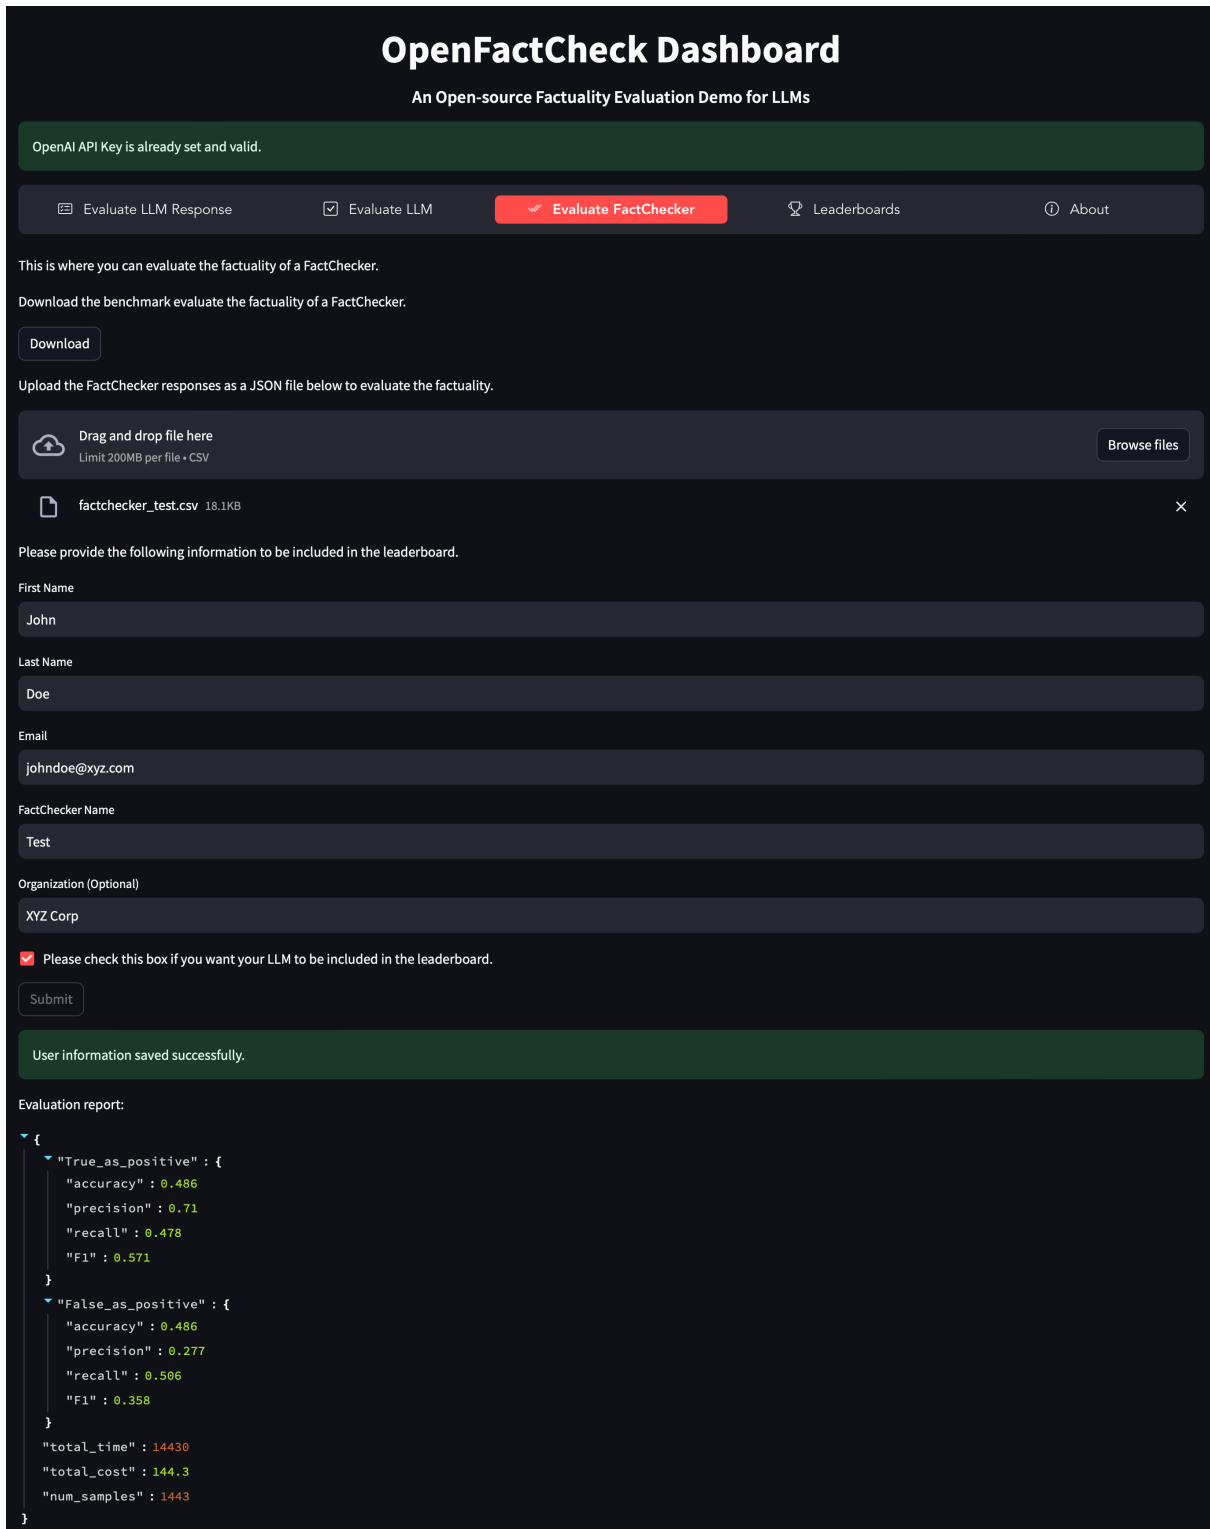 OpenFactCheck Dashboard
An Open-source Factuality Evaluation Demo for LLMs
OpenAI API Key is already set and valid.
Evaluate LLM Response
Evaluate LLM
Evaluate FactChecker
Leaderboards
About
This is where you can evaluate the factuality of a FactChecker.
Download the benchmark evaluate the factuality of a FactChecker.
Download
Upload the FactChecker responses as a JSON file below to evaluate the factuality.
Drag and drop file here
Limit 200MB per file • CSV
Browse files
factchecker_test.csv 18.1KB
Please provide the following information to be included in the leaderboard.
First Name
John
Last Name
Doe
Email
johndoe@xyz.com
FactChecker Name
Test
Organization (Optional)
XYZ Corp
Please check this box if you want your LLM to be included in the leaderboard.
Submit
User information saved successfully.
Evaluation report:
{
"True_as_positive" : {
"accuracy" : 0.486
"precision" : 0.71
"recall" : 0.478
"F1" : 0.571
}
"False_as_positive" : {
"accuracy" : 0.486
"precision" : 0.277
"recall" : 0.506
"F1" : 0.358
}
"total_time" : 14430
"total_cost" : 144.3
"num_samples" : 1443
}